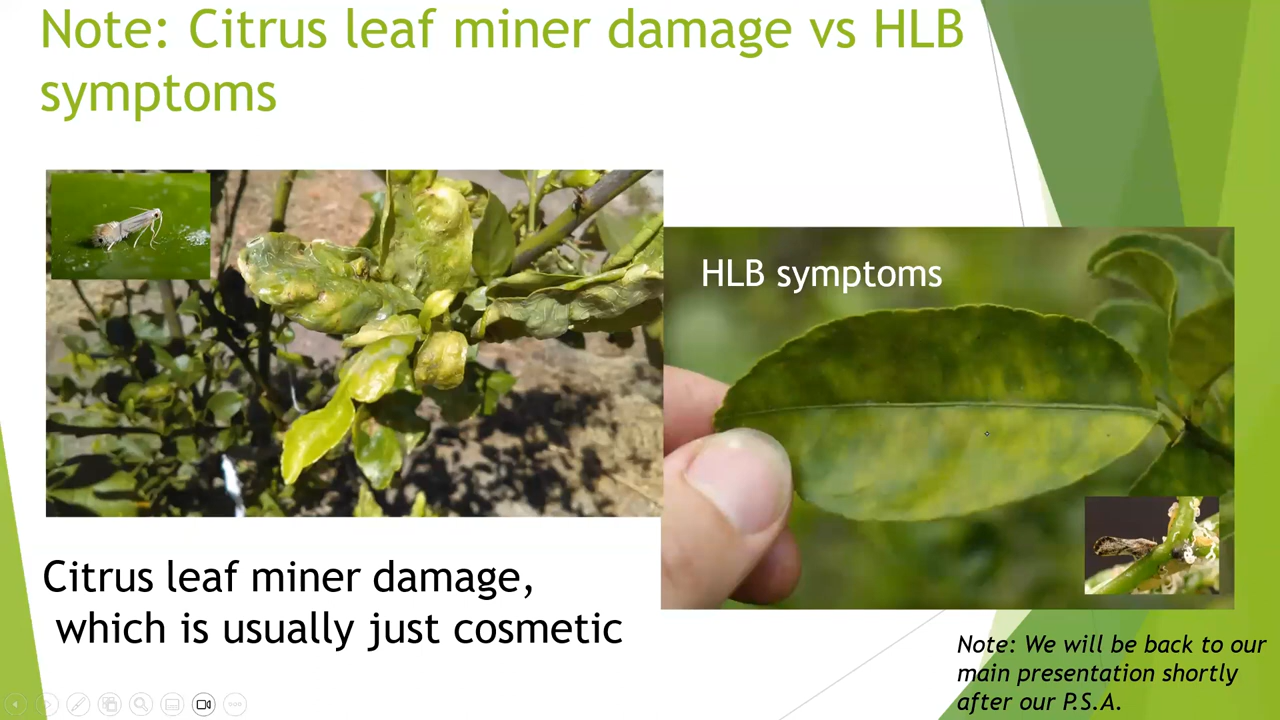 Note: Citrus leaf miner damage vs HLB
symptoms
HLB symptoms
Citrus leaf miner damage,
which is usually just cosmetic
Note: We will be back to our
main presentation shortly
after our P.S.A.